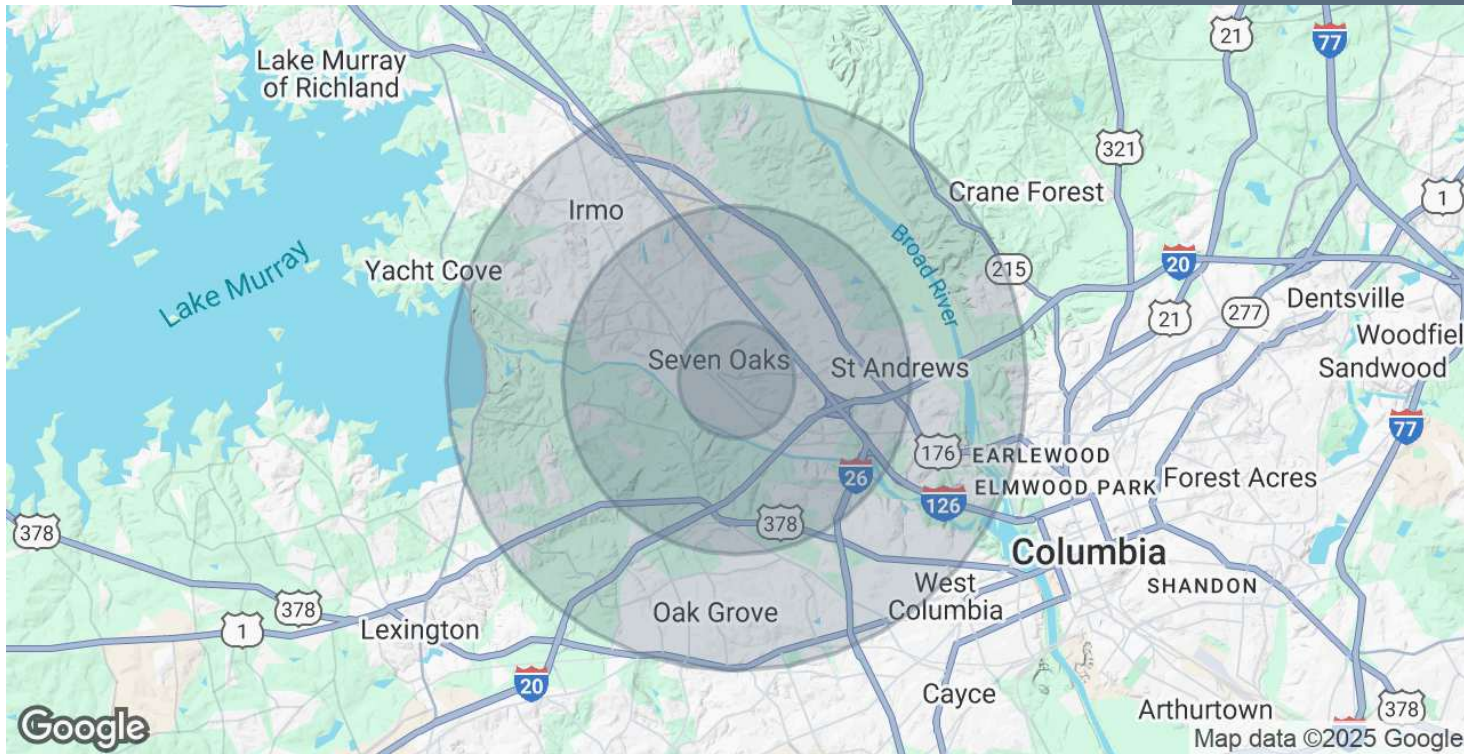 21
77
Lake Murray
of Richland
321
Crane Forest
1
Irmo
Broad River
Yacht Cove
215
20
Lake Murray
Dentsville
21
277
Woodfiel
Sandwood
Seven Oaks
St Andrews
77
176
EARLEWOOD
26
ELMWOOD PARK
Forest Acres
126
378
378
Columbia
SHANDON
West
Columbia
378
Oak Grove
1
Lexington
20
Cayce
Arthurtown
378
Google
Map data ©2025 Google